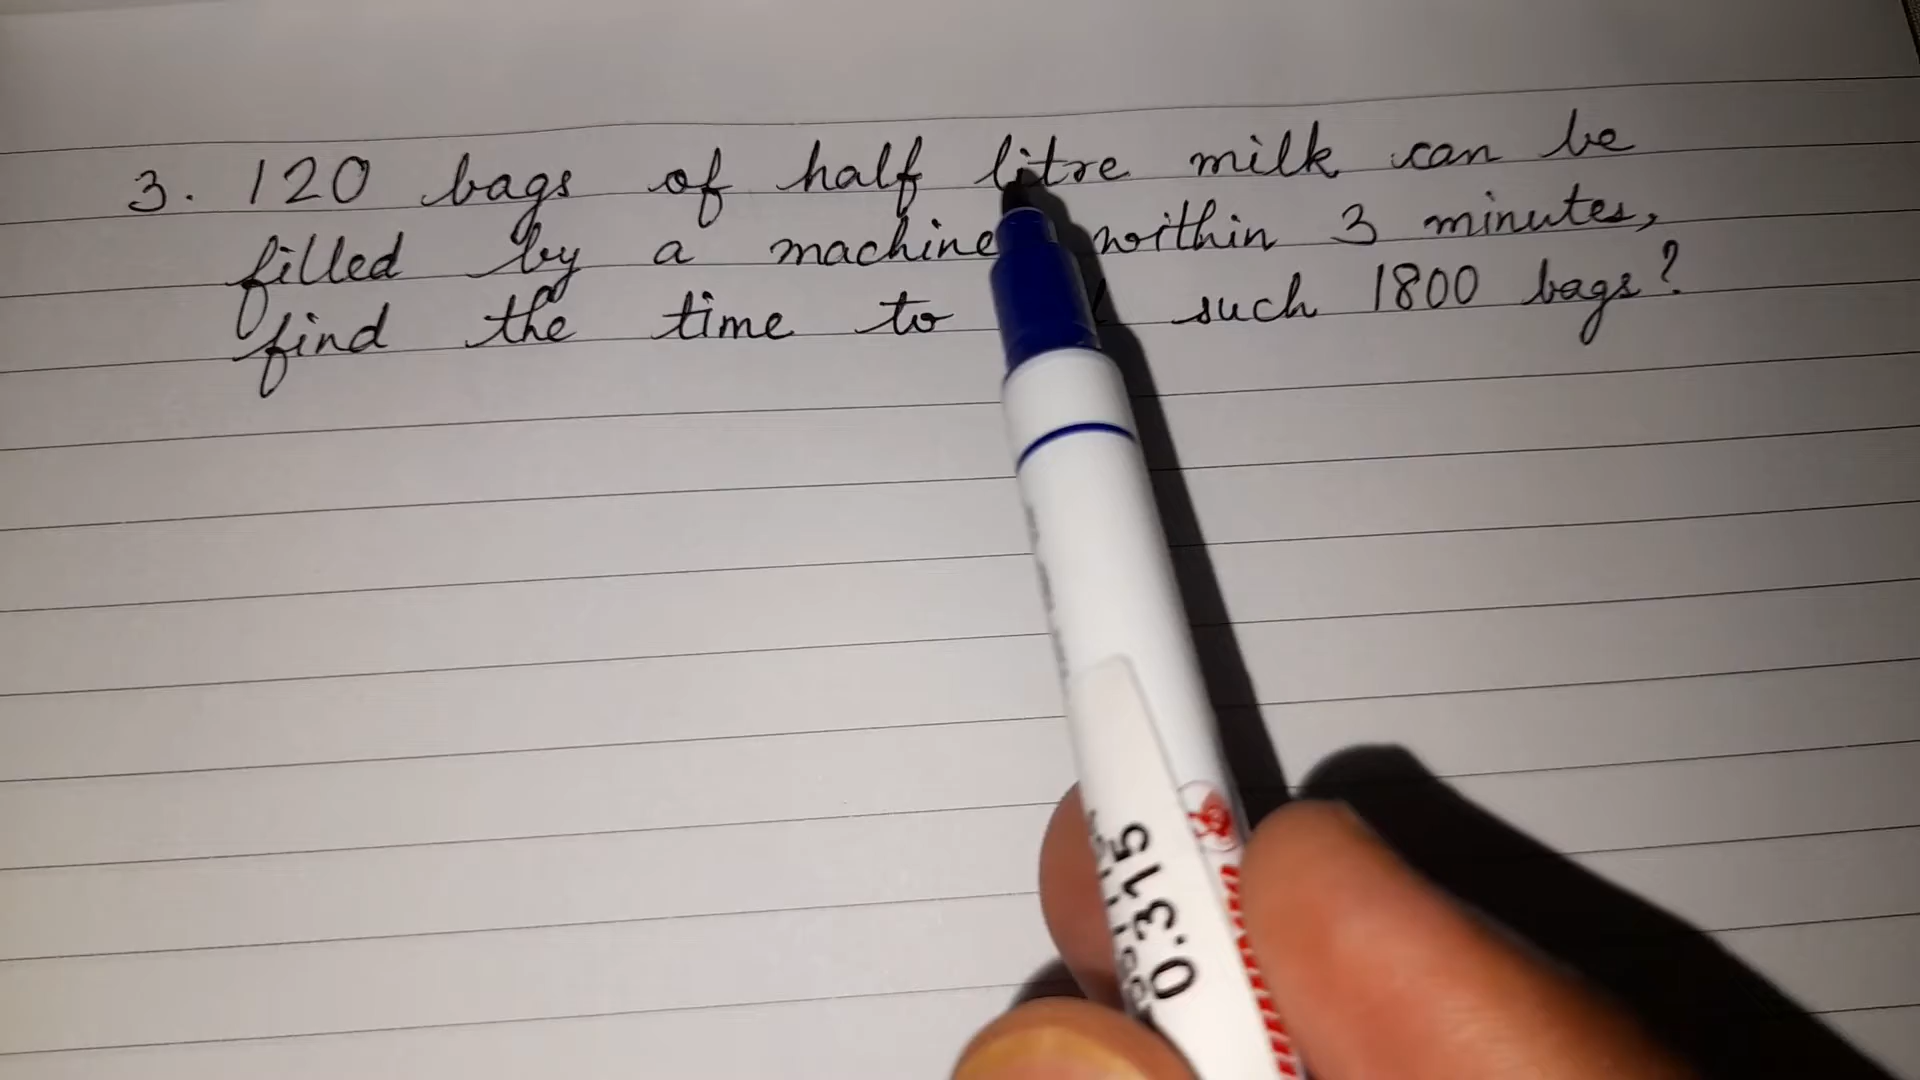 3. 120 bags of half litre milk can be
filled by a machine within 3 minutes,
find the time to such 1800 bags?
0.315